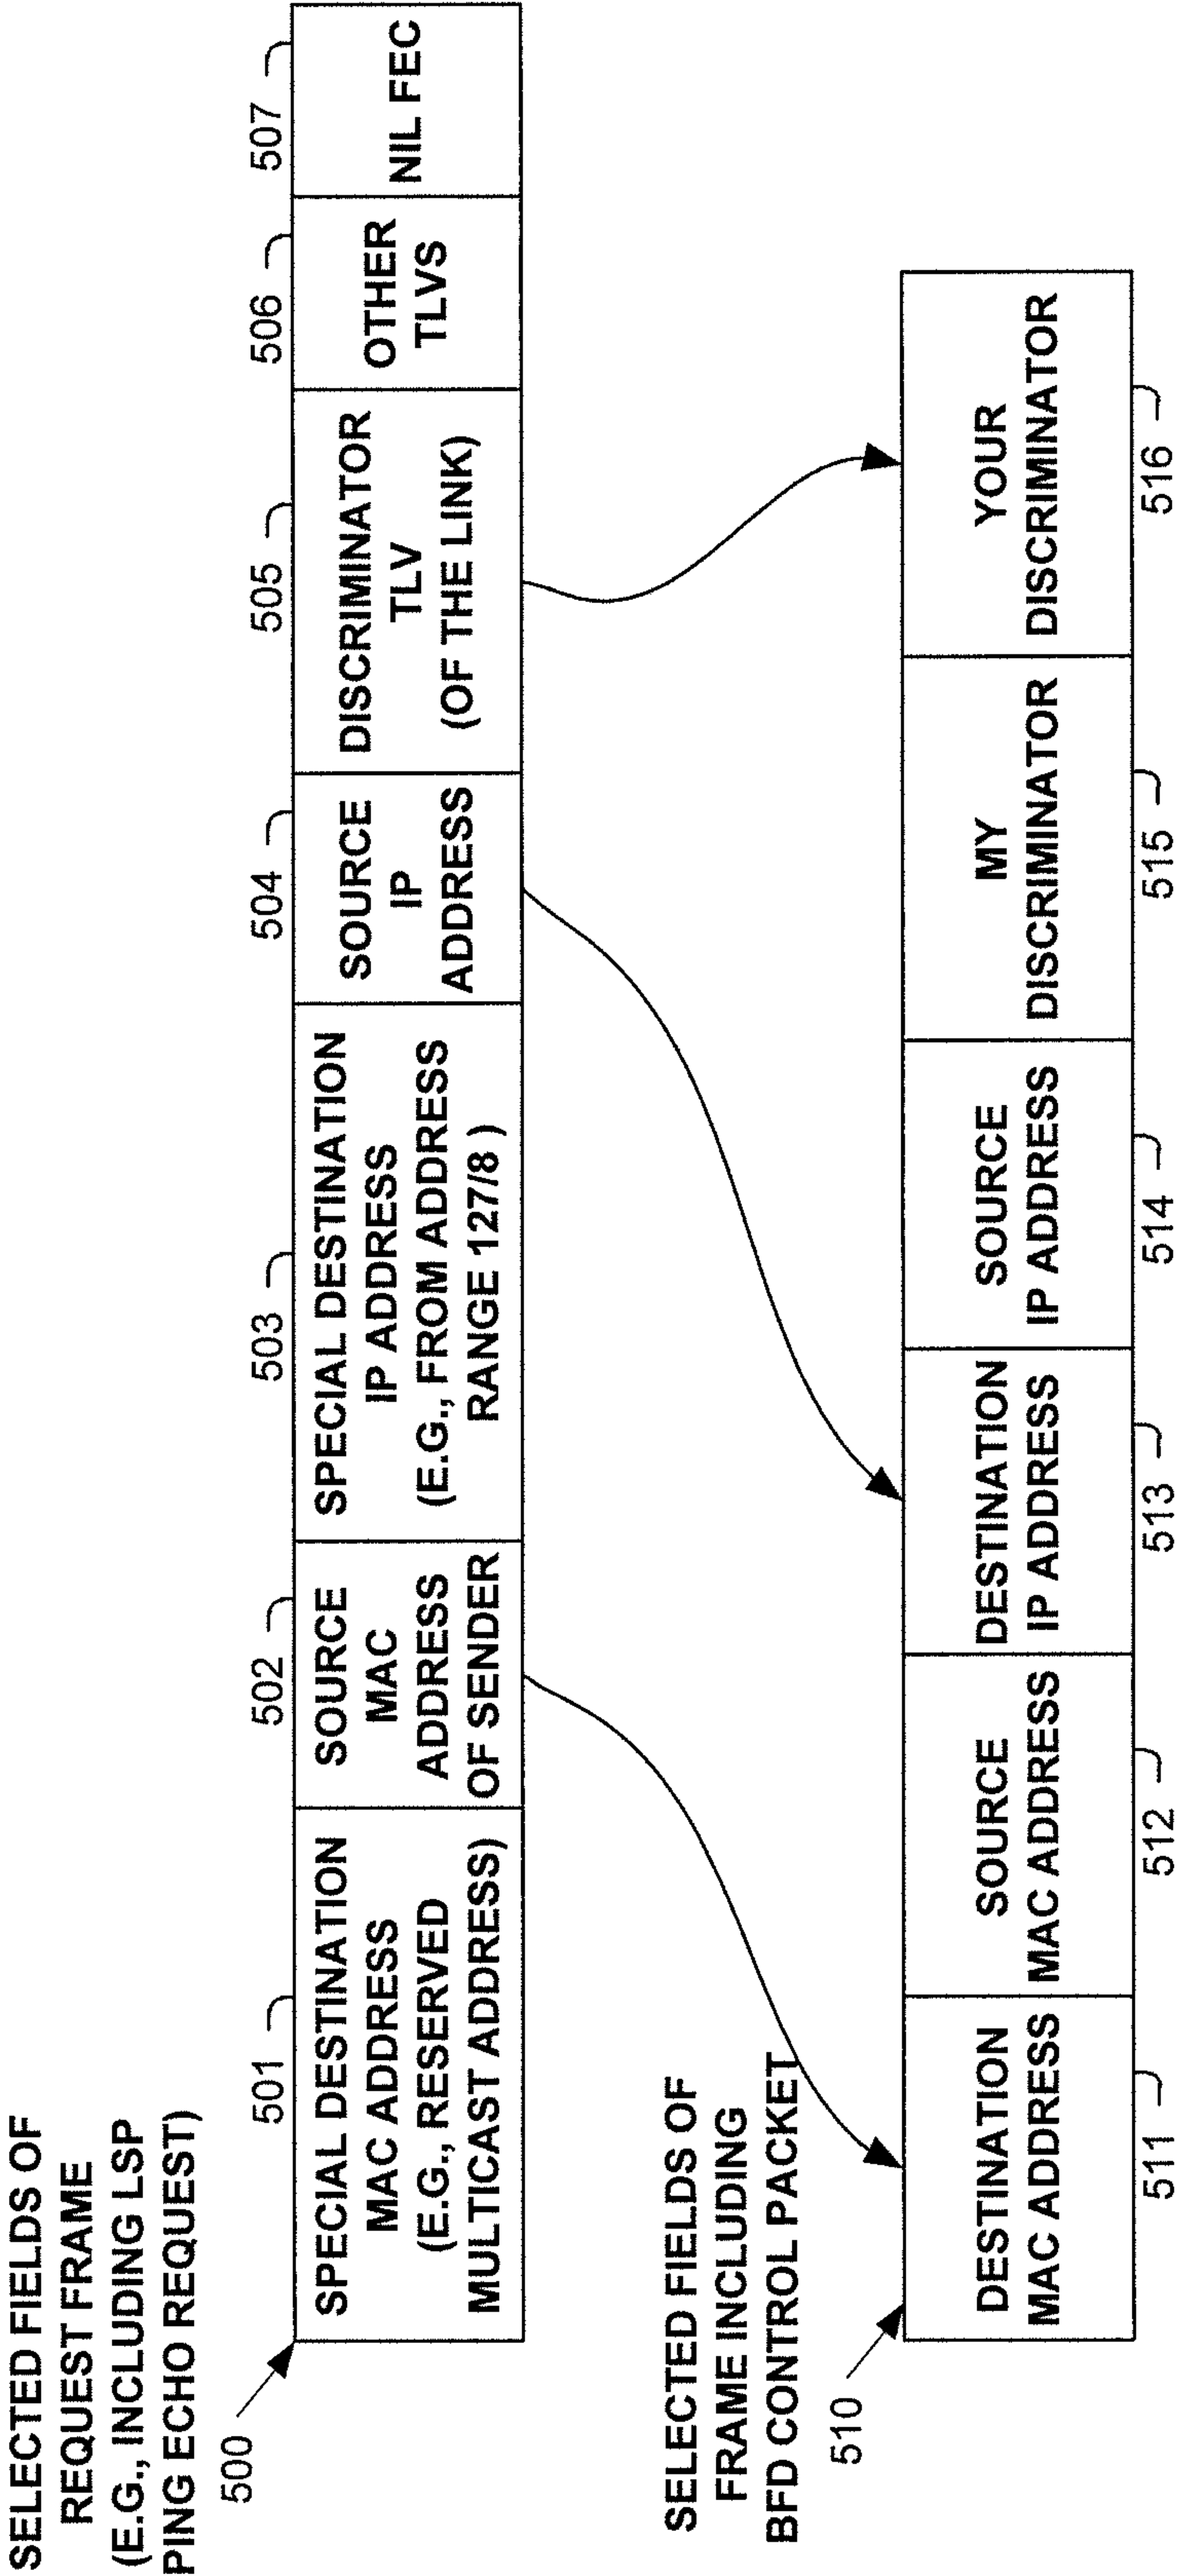 SELECTED FIELDS OF
REQUEST FRAME
(E.G., INCLUDING LSP
PING ECHO REQUEST)
500
501
SPECIAL DESTINATION
MAC ADDRESS
(E.G., RESERVED
MULTICAST ADDRESS)
502
SOURCE
MAC
ADDRESS
OF SENDER
503
SPECIAL DESTINATION
IP ADDRESS
(E.G., FROM ADDRESS
RANGE 127/8 )
504
SOURCE
IP
ADDRESS
505
DISCRIMINATOR
TLV
(OF THE LINK)
506
OTHER
TLVS
507
NIL FEC
SELECTED FIELDS OF
FRAME INCLUDING
BFD CONTROL PACKET
510
DESTINATION
MAC ADDRESS
511
SOURCE
MAC ADDRESS
512
DESTINATION
IP ADDRESS
513
SOURCE
IP ADDRESS
514
MY
DISCRIMINATOR
515
YOUR
DISCRIMINATOR
516